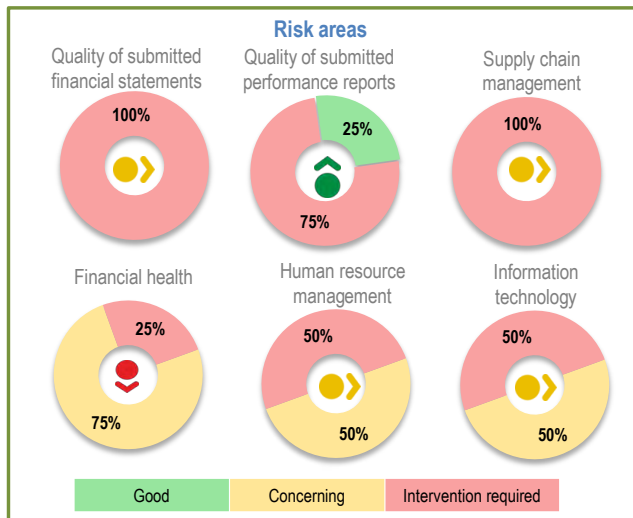 Risk areas
Quality of submitted
financial statements
100%
Quality of submitted
performance reports
25%
75%
Supply chain
management
100%
Financial health
25%
75%
Human resource
management
50%
50%
Information
technology
50%
50%
Good
Concerning
Intervention required